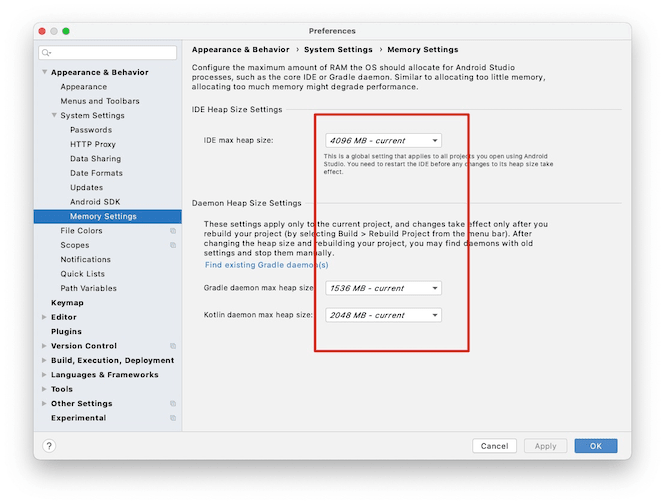 Preferences
Appearance & Behavior
Appearance
Menus and Toolbars
System Settings
Passwords
HTTP Proxy
Data Sharing
Date Formats
Updates
Android SDK
Memory Settings
File Colors
Scopes
Notifications
Quick Lists
Path Variables
Keymap
Editor
Plugins
Version Control
Build, Execution, Deployment
Languages & Frameworks
Tools
Other Settings
Experimental
Appearance & Behavior › System Settings › Memory Settings
Configure the maximum amount of RAM the OS should allocate for Android Studio
processes, such as the core IDE or Gradle daemon. Similar to allocating too little memory,
allocating too much memory might degrade performance.
IDE Heap Size Settings
IDE max heap size:
4096 MB - current
This is a global setting that applies to all projects you open using Android
Studio. You need to restart the IDE before any changes to its heap size take
effect.
Daemon Heap Size Settings
These settings apply only to the current project, and changes take effect only after you
rebuild your project (by selecting Build > Rebuild Project from the menu bar). After
changing the heap size and rebuilding your project, you may find daemons with old
settings and stop them manually.
Find existing Gradle daemon(s)
Gradle daemon max heap size:
1536 MB - current
Kotlin daemon max heap size:
2048 MB - current
?
Cancel
Apply
OK